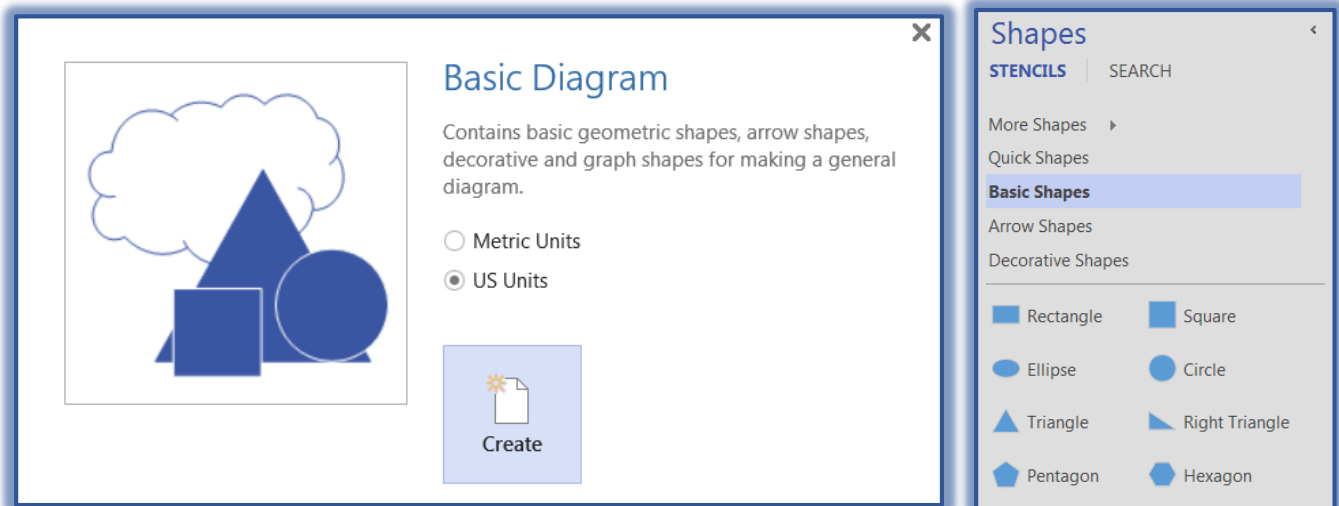 Basic Diagram
Contains basic geometric shapes, arrow shapes,
decorative and graph shapes for making a general
diagram.
Metric Units
US Units
Create
Shapes
STENCILS SEARCH
More Shapes
Quick Shapes
Basic Shapes
Arrow Shapes
Decorative Shapes
Rectangle Square
Ellipse Circle
Triangle Right Triangle
Pentagon Hexagon